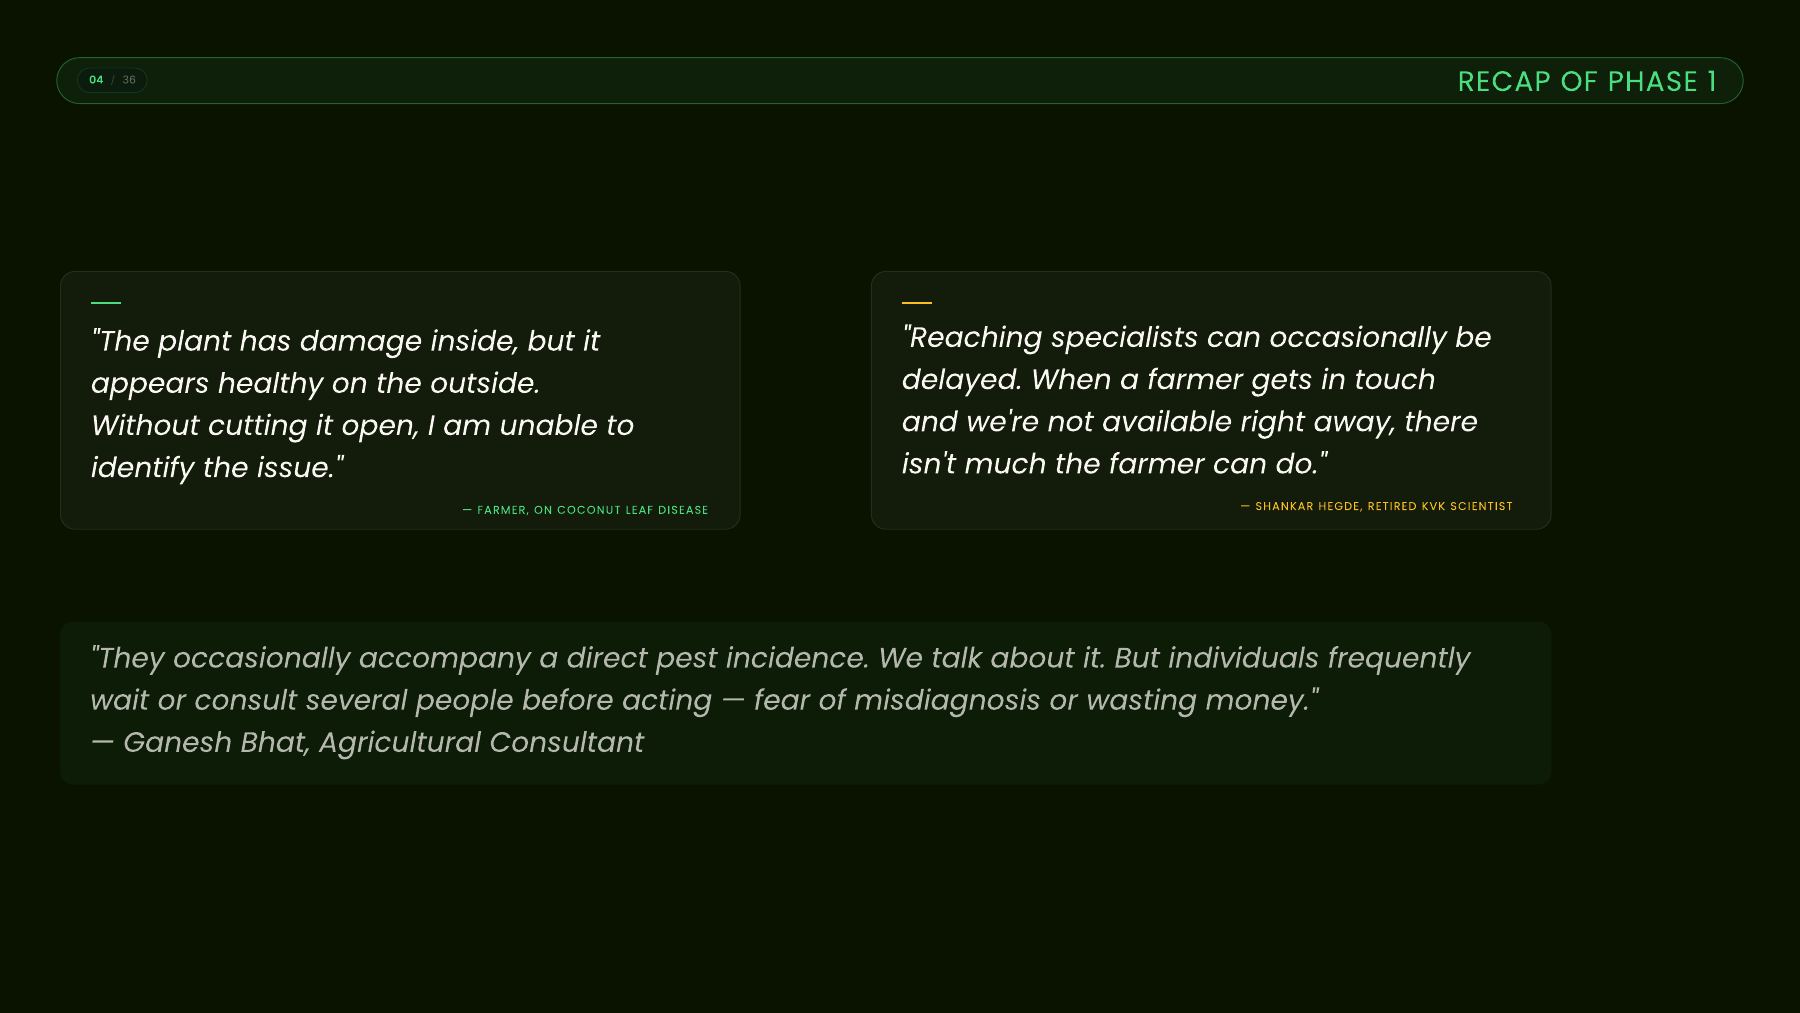 04 / 36
RECAP OF PHASE 1
"The plant has damage inside, but it
appears healthy on the outside.
Without cutting it open, I am unable to
identify the issue."
— FARMER, ON COCONUT LEAF DISEASE
"Reaching specialists can occasionally be
delayed. When a farmer gets in touch
and we're not available right away, there
isn't much the farmer can do."
— SHANKAR HEGDE, RETIRED KVK SCIENTIST
"They occasionally accompany a direct pest incidence. We talk about it. But individuals frequently
wait or consult several people before acting — fear of misdiagnosis or wasting money."
— Ganesh Bhat, Agricultural Consultant